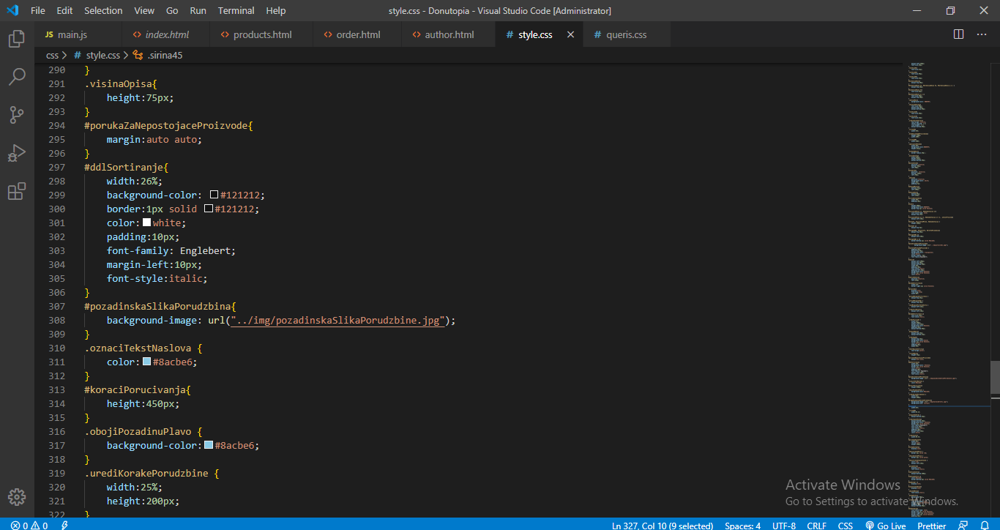 File Edit Selection View Go Run Terminal Help style.css - Donutopia - Visual Studio Code [Administrator]
JS main.js <> index.html <> products.html <> order.html <> author.html # style.css # queris.css
css > # style.css > .sirina45
290 }
291 .visinaOpisa{
292 height:75px;
293 }
294 #porukaZaNepostojaceProizvode{
295 margin:auto auto;
296 }
297 #ddlSortiranje{
298 width:26%;
299 background-color: #121212;
300 border:1px solid #121212;
301 color:white;
302 padding:10px;
303 font-family: Englebert;
304 margin-left:10px;
305 font-style:italic;
306 }
307 #pozadinskaSlikaPorudzbina{
308 background-image: url("../img/pozadinskaSlikaPorudzbine.jpg");
309 }
310 .oznaciTekstNaslova {
311 color:#8acbe6;
312 }
313 #koraciPorucivanja{
314 height:450px;
315 }
316 .obojiPozadinuPlavo {
317 background-color:#8acbe6;
318 }
319 .urediKorakePorudzbine {
320 width:25%;
321 height:200px;
322 }
Activate Windows
Go to Settings to activate Windows.
0 0 Ln 327, Col 10 (9 selected) Spaces: 4 UTF-8 CRLF CSS Go Live Prettier